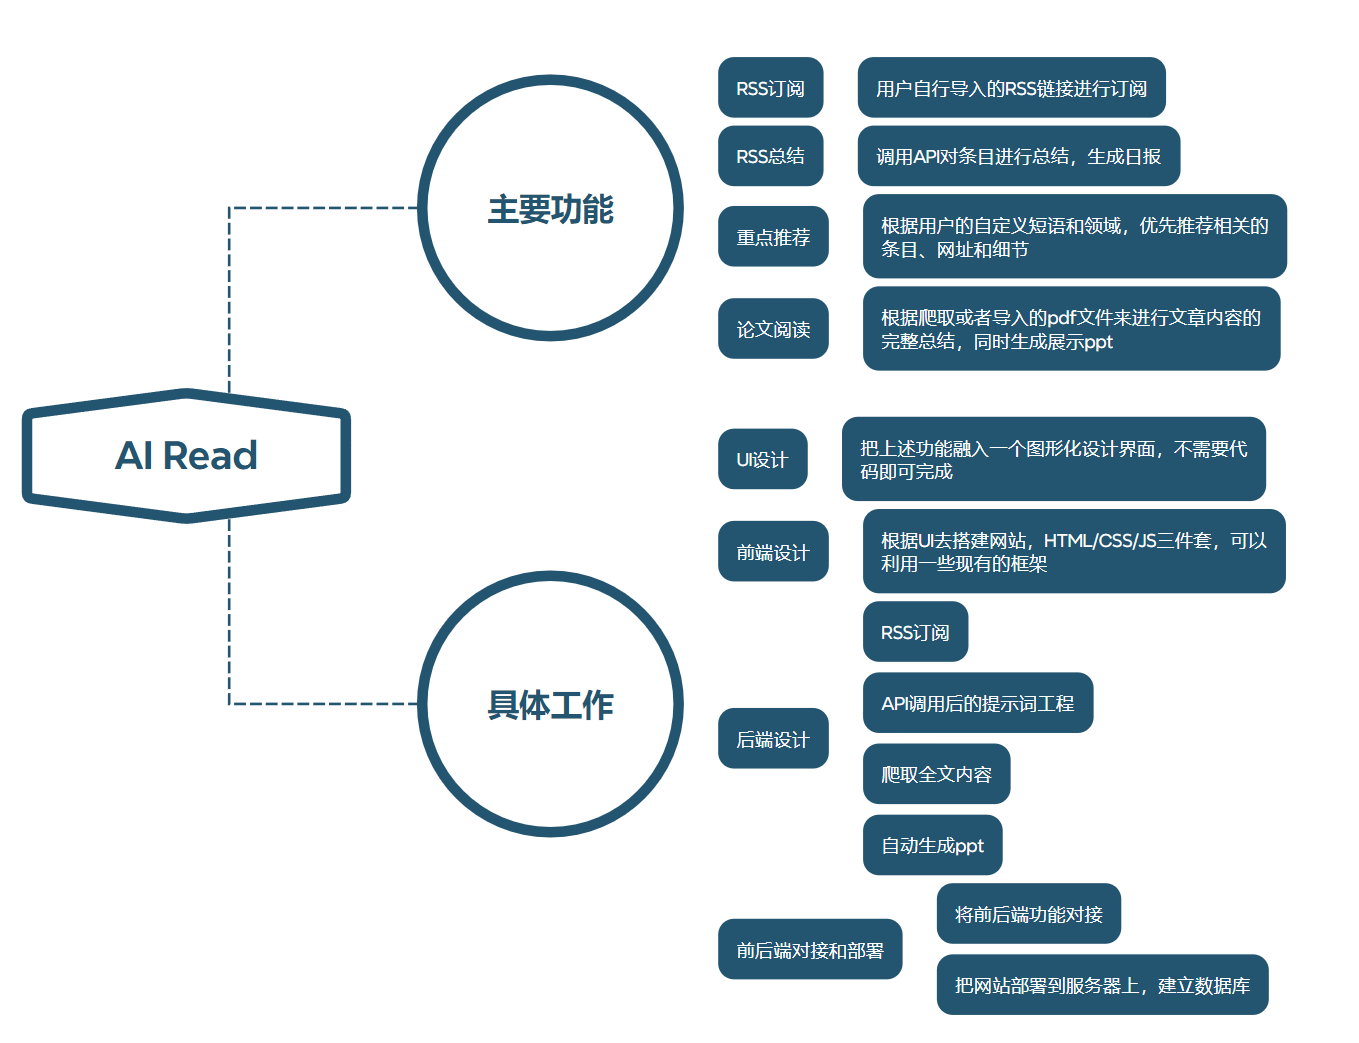 AI Read
主要功能
RSS订阅
用户自行导入的RSS链接进行订阅
RSS总结
调用API对条目进行总结，生成日报
重点推荐
根据用户的自定义短语和领域，优先推荐相关的
条目、网址和细节
论文阅读
根据爬取或者导入的pdf文件来进行文章内容的
完整总结，同时生成展示ppt
具体工作
UI设计
把上述功能融入一个图形化设计界面，不需要代
码即可完成
前端设计
根据UI去搭建网站，HTML/CSS/JS三件套，可以
利用一些现有的框架
后端设计
RSS订阅
API调用后的提示词工程
爬取全文内容
自动生成ppt
前后端对接和部署
将前后端功能对接
把网站部署到服务器上，建立数据库